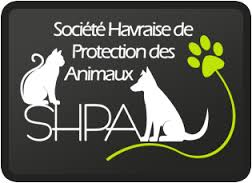 Société Havraise de
Protection des
Animaux
SHPA